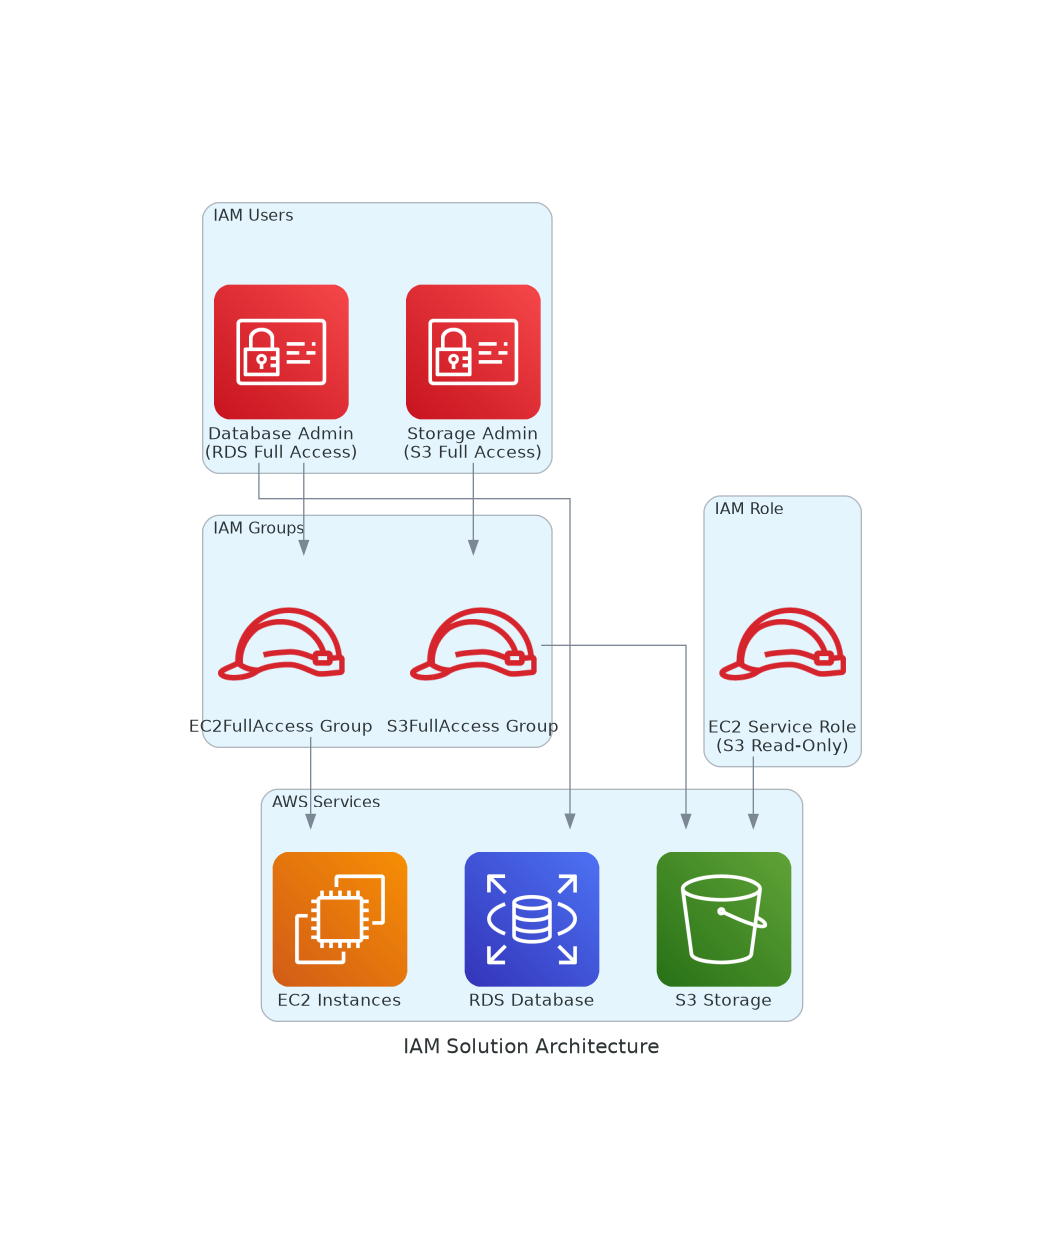 IAM Users
Database Admin
(RDS Full Access)
Storage Admin
(S3 Full Access)
IAM Groups
EC2FullAccess Group
S3FullAccess Group
IAM Role
EC2 Service Role
(S3 Read-Only)
AWS Services
EC2 Instances
RDS Database
S3 Storage
IAM Solution Architecture